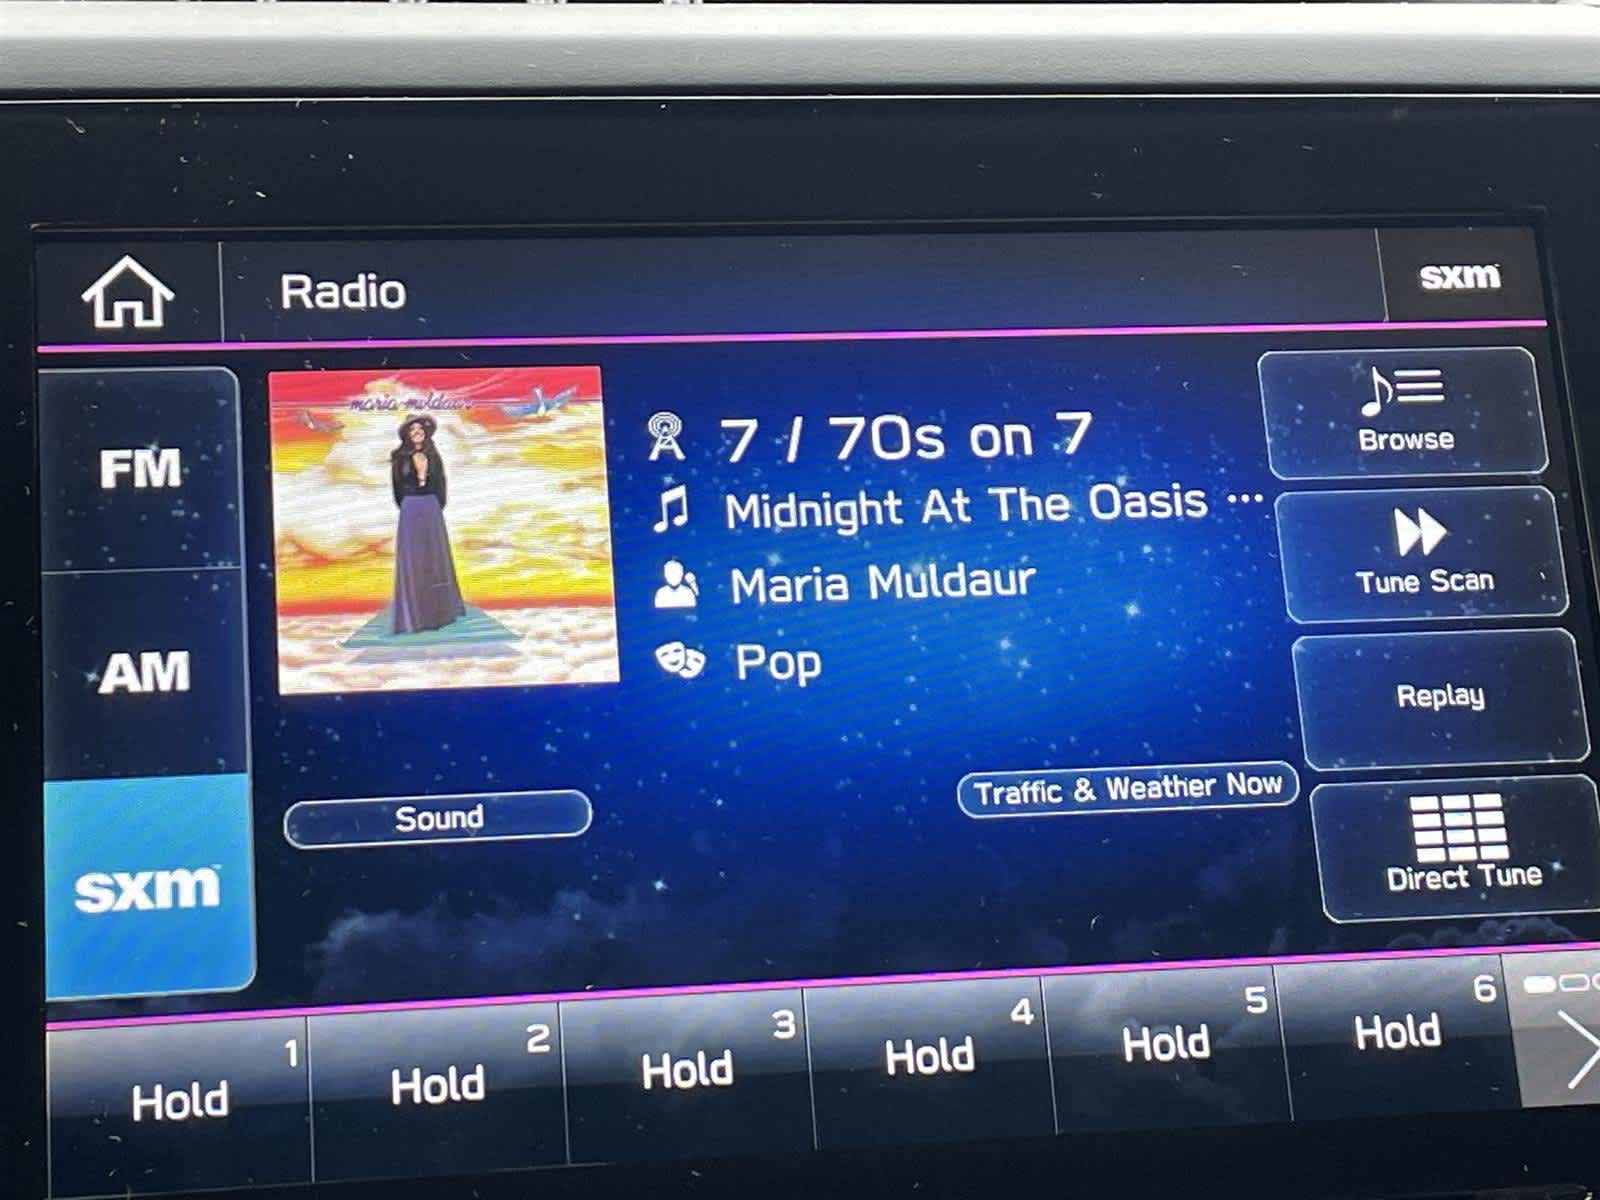 Radio
sxm
FM
AM
sxm
maria muldaur
7 / 70s on 7
Midnight At The Oasis ...
Maria Muldaur
Pop
Sound
Traffic & Weather Now
Browse
Tune Scan
Replay
Direct Tune
1
Hold
2
Hold
3
Hold
4
Hold
5
Hold
6
Hold